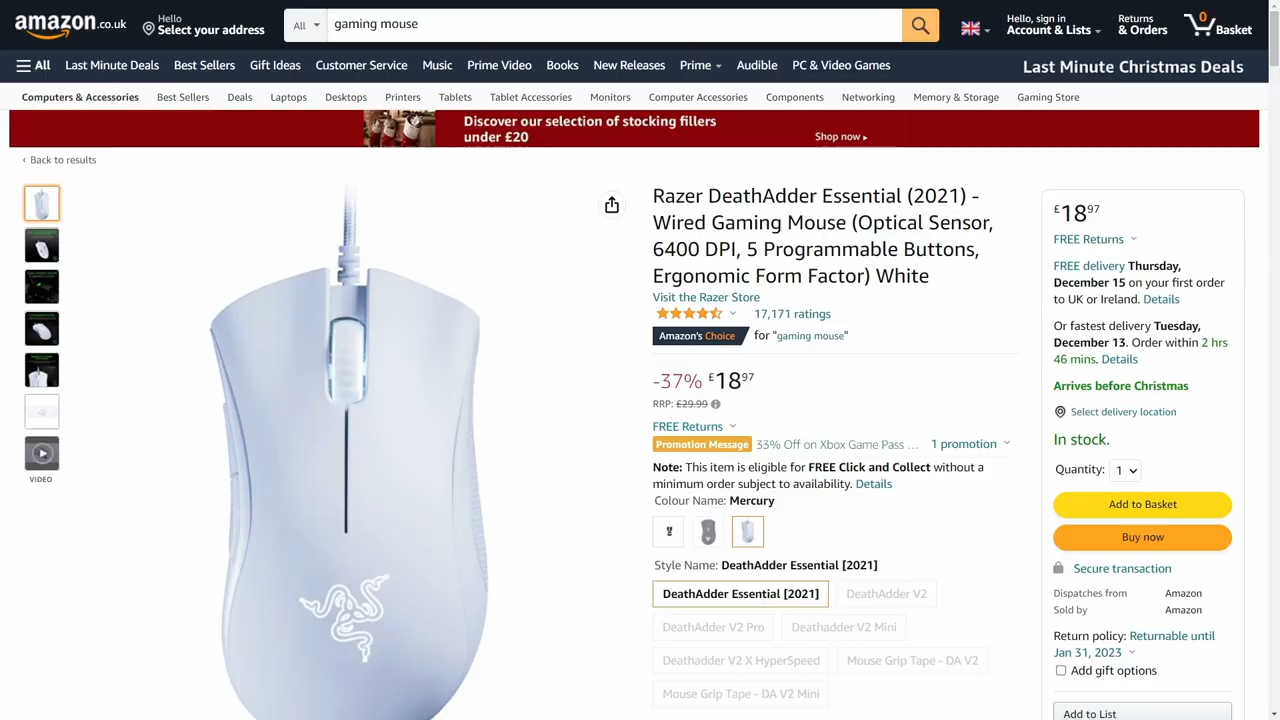 amazon.co.uk
Hello
Select your address
All
gaming mouse
Hello, sign in
Account & Lists
Returns
& Orders
0
Basket
All
Last Minute Deals
Best Sellers
Gift Ideas
Customer Service
Music
Prime Video
Books
New Releases
Prime
Audible
PC & Video Games
Last Minute Christmas Deals
Computers & Accessories
Best Sellers
Deals
Laptops
Desktops
Printers
Tablets
Tablet Accessories
Monitors
Computer Accessories
Components
Networking
Memory & Storage
Gaming Store
Discover our selection of stocking fillers
under £20
Shop now ▸
‹ Back to results
VIDEO
Razer DeathAdder Essential (2021) -
Wired Gaming Mouse (Optical Sensor,
6400 DPI, 5 Programmable Buttons,
Ergonomic Form Factor) White
Visit the Razer Store
17,171 ratings
Amazon's Choice for "gaming mouse"
-37% £18.97
RRP: £29.99
FREE Returns
Promotion Message 33% Off on Xbox Game Pass … 1 promotion
Note: This item is eligible for FREE Click and Collect without a
minimum order subject to availability. Details
Colour Name: Mercury
Style Name: DeathAdder Essential [2021]
DeathAdder Essential [2021]
DeathAdder V2
DeathAdder V2 Pro
Deathadder V2 Mini
Deathadder V2 X HyperSpeed
Mouse Grip Tape - DA V2
Mouse Grip Tape - DA V2 Mini
£18.97
FREE Returns
FREE delivery Thursday,
December 15 on your first order
to UK or Ireland. Details
Or fastest delivery Tuesday,
December 13. Order within 2 hrs
46 mins. Details
Arrives before Christmas
Select delivery location
In stock.
Quantity: 1
Add to Basket
Buy now
Secure transaction
Dispatches from Amazon
Sold by Amazon
Return policy: Returnable until
Jan 31, 2023
Add gift options
Add to List